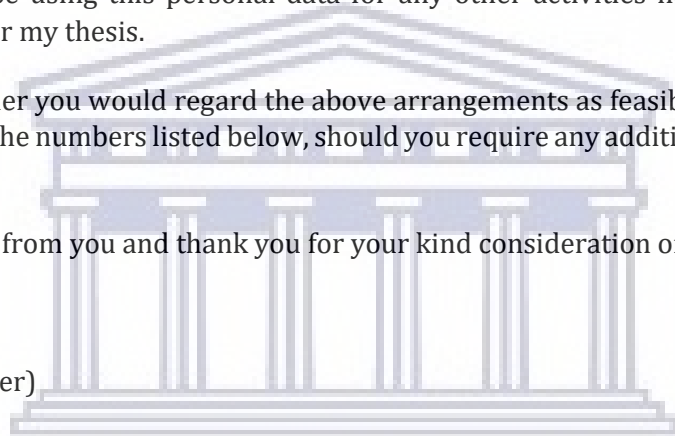 using this personal data for any other activities
r my thesis.
er you would regard the above arrangements as feasib
he numbers listed below, should you require any additi
from you and thank you for your kind consideration o
er)